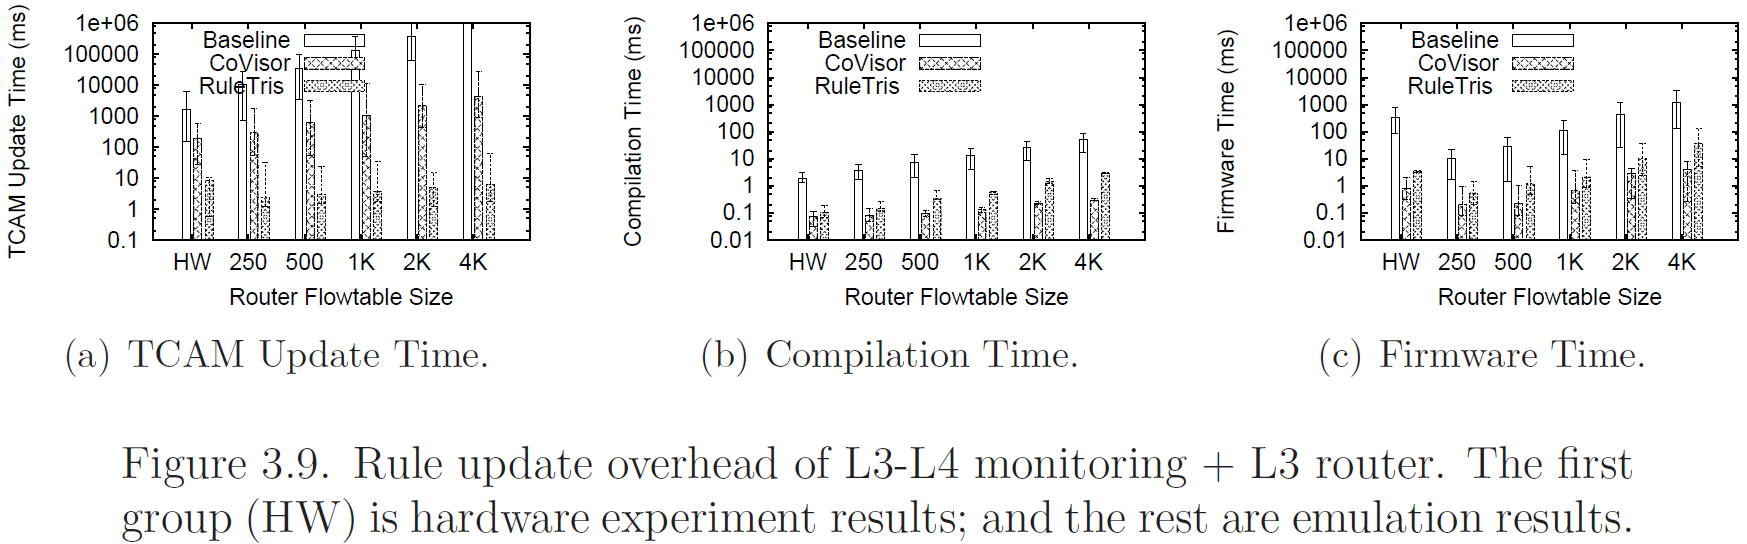 TCAM Update Time (ms)
1e+06
100000
10000
1000
100
10
1
0.1
Baseline
CoVisor
RuleTris
HW 250 500 1K 2K 4K
Router Flowtable Size
(a) TCAM Update Time.
Compilation Time (ms)
1e+06
100000
10000
1000
100
10
1
0.1
0.01
Baseline
CoVisor
RuleTris
HW 250 500 1K 2K 4K
Router Flowtable Size
(b) Compilation Time.
Firmware Time (ms)
1e+06
100000
10000
1000
100
10
1
0.1
0.01
Baseline
CoVisor
RuleTris
HW 250 500 1K 2K 4K
Router Flowtable Size
(c) Firmware Time.
Figure 3.9. Rule update overhead of L3-L4 monitoring + L3 router. The first
group (HW) is hardware experiment results; and the rest are emulation results.